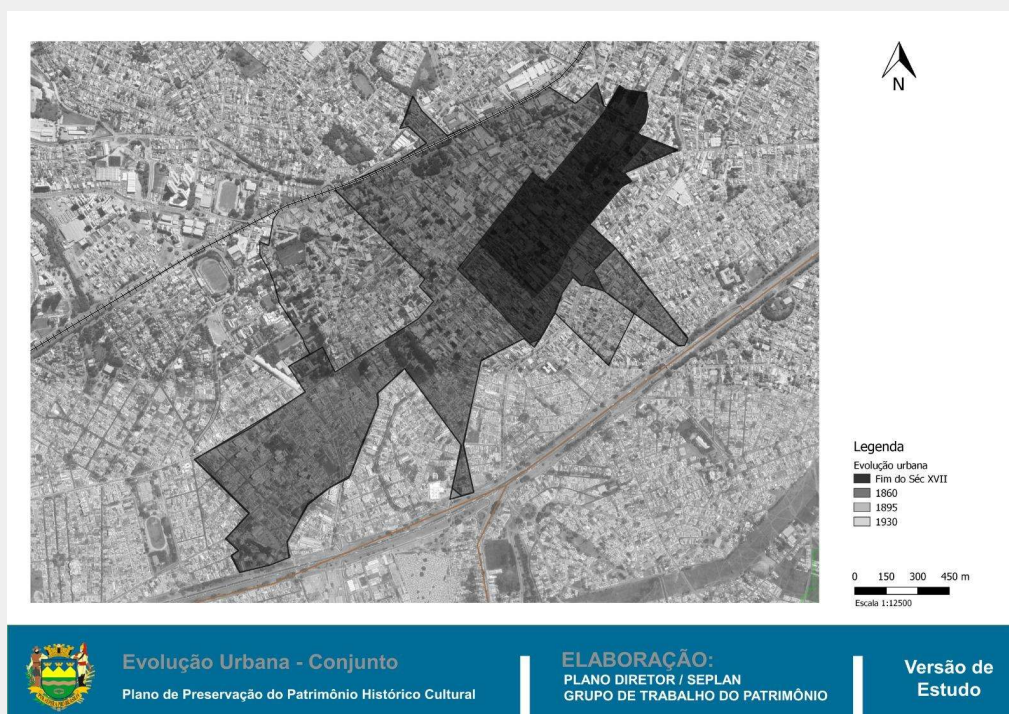 N
Legenda
Evolução urbana
Fim do Séc XVII
1860
1895
1930
0 150 300 450 m
Escala 1:12500
Evolução Urbana - Conjunto
Plano de Preservação do Patrimônio Histórico Cultural
ELABORAÇÃO:
PLANO DIRETOR / SEPLAN
GRUPO DE TRABALHO DO PATRIMÔNIO
Versão de
Estudo